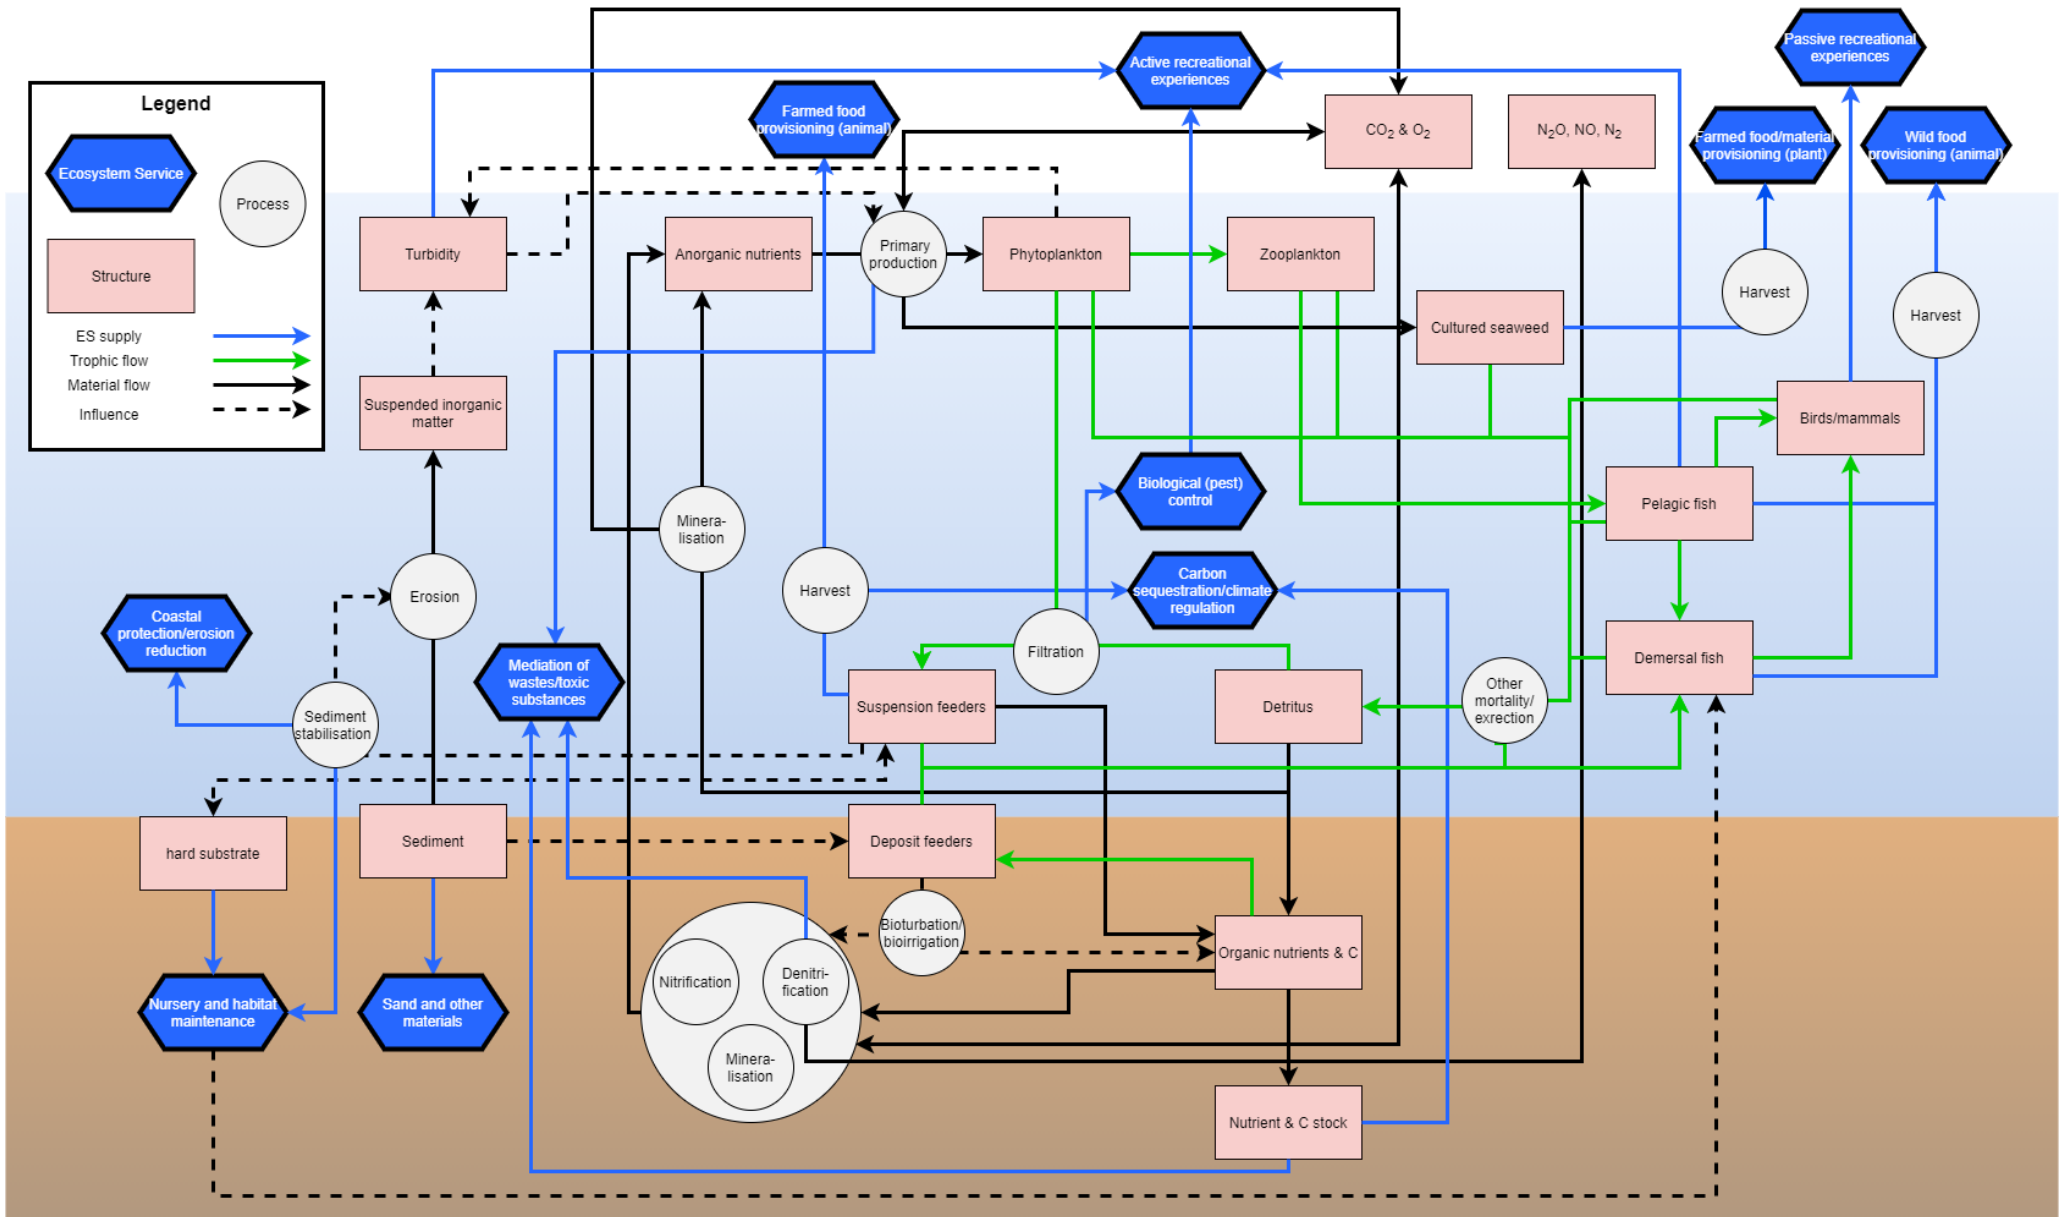 Legend
Ecosystem Service
Process
Structure
ES supply
Trophic flow
Material flow
Influence
Active recreational
experiences
Passive recreational
experiences
Farmed food
provisioning (animal)
CO₂ & O₂
N₂O, NO, N₂
Farmed food/material
provisioning (plant)
Wild food
provisioning (animal)
Turbidity
Anorganic nutrients
Primary
production
Phytoplankton
Zooplankton
Harvest
Harvest
Cultured seaweed
Suspended inorganic
matter
Birds/mammals
Biological (pest)
control
Pelagic fish
Minera-
lisation
Erosion
Harvest
Carbon
sequestration/climate
regulation
Coastal
protection/erosion
reduction
Filtration
Demersal fish
Mediation of
wastes/toxic
substances
Other
mortality/
exrection
Suspension feeders
Detritus
Sediment
stabilisation
hard substrate
Sediment
Deposit feeders
Bioturbation/
bioirrigation
Organic nutrients & C
Nitrification
Denitri-
fication
Minera-
lisation
Nursery and habitat
maintenance
Sand and other
materials
Nutrient & C stock